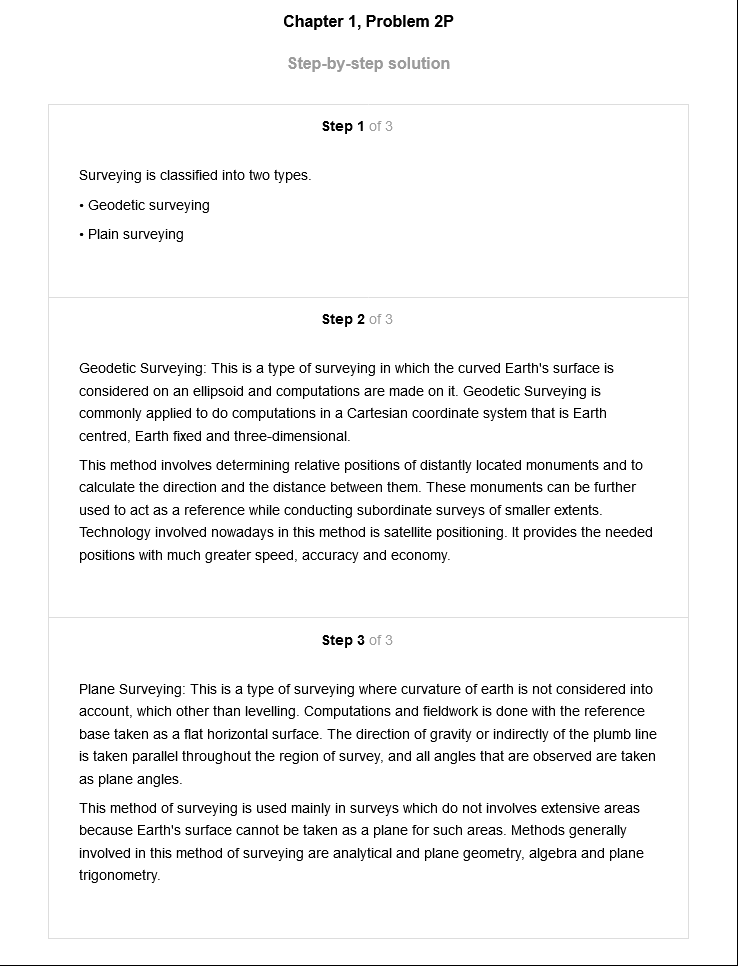 Chapter 1, Problem 2P
Step-by-step solution
Step 1 of 3
Surveying is classified into two types.
• Geodetic surveying
• Plain surveying
Step 2 of 3
Geodetic Surveying: This is a type of surveying in which the curved Earth's surface is
considered on an ellipsoid and computations are made on it. Geodetic Surveying is
commonly applied to do computations in a Cartesian coordinate system that is Earth
centred, Earth fixed and three-dimensional.
This method involves determining relative positions of distantly located monuments and to
calculate the direction and the distance between them. These monuments can be further
used to act as a reference while conducting subordinate surveys of smaller extents.
Technology involved nowadays in this method is satellite positioning. It provides the needed
positions with much greater speed, accuracy and economy.
Step 3 of 3
Plane Surveying: This is a type of surveying where curvature of earth is not considered into
account, which other than levelling. Computations and fieldwork is done with the reference
base taken as a flat horizontal surface. The direction of gravity or indirectly of the plumb line
is taken parallel throughout the region of survey, and all angles that are observed are taken
as plane angles.
This method of surveying is used mainly in surveys which do not involves extensive areas
because Earth's surface cannot be taken as a plane for such areas. Methods generally
involved in this method of surveying are analytical and plane geometry, algebra and plane
trigonometry.